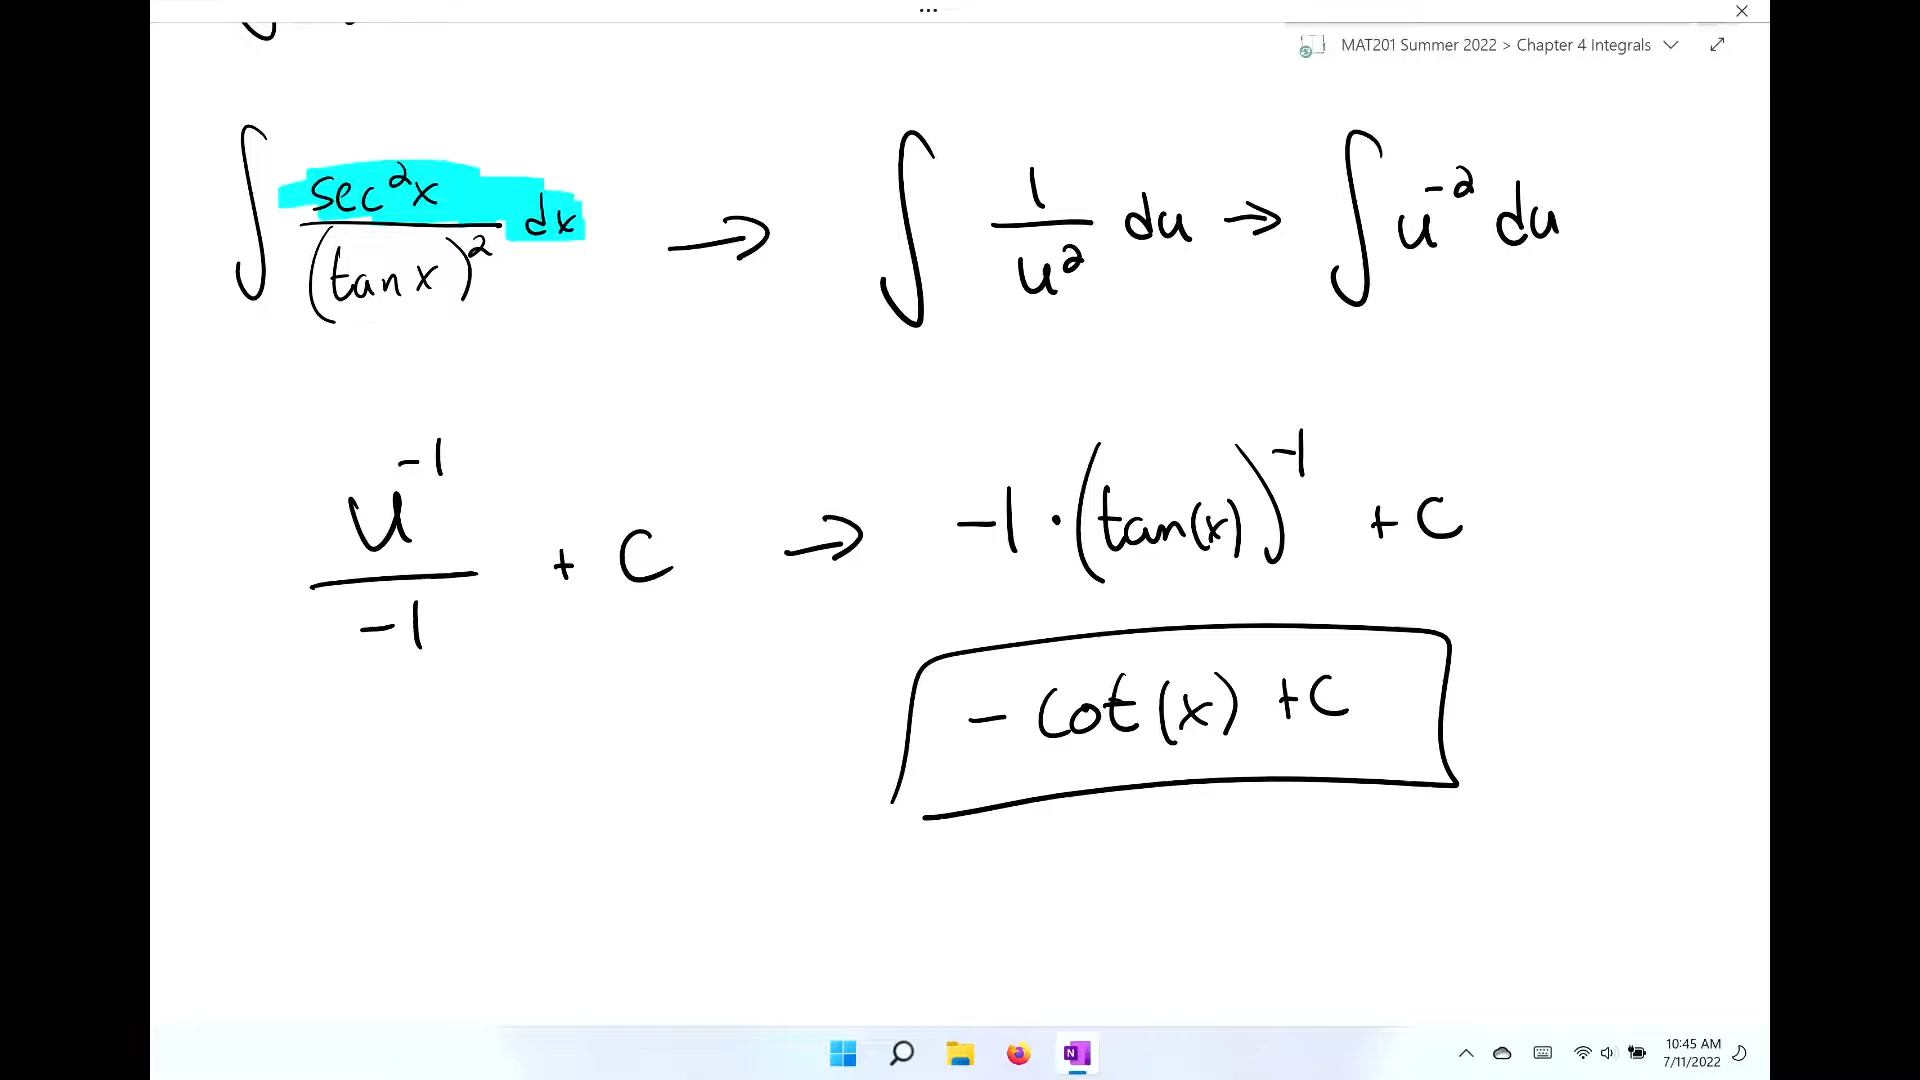 ...
MAT201 Summer 2022 > Chapter 4 Integrals
∫ sec²x / (tan x)² dx → ∫ 1/u² du → ∫ u⁻² du
u⁻¹ / -1 + C → -1 · (tan(x))⁻¹ + C
- cot(x) + C
10:45 AM
7/11/2022